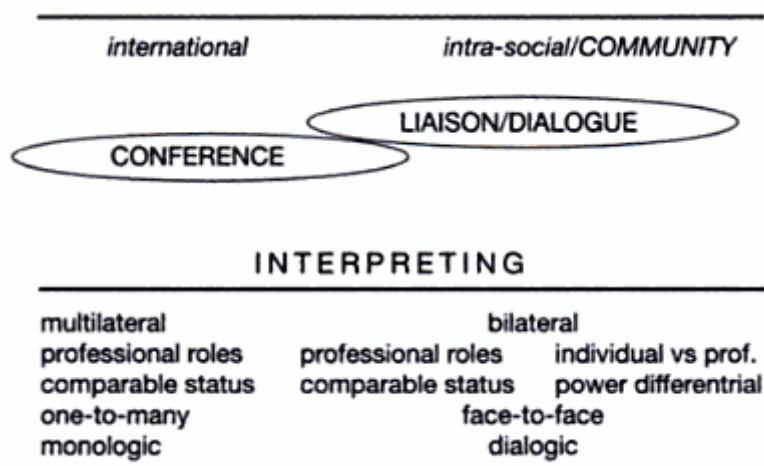 international intra-social/COMMUNITY
LIAISON/DIALOGUE
CONFERENCE
INTERPRETING
multilateral bilateral
professional roles professional roles individual vs prof.
comparable status comparable status power differentrial
one-to-many face-to-face
monologic dialogic